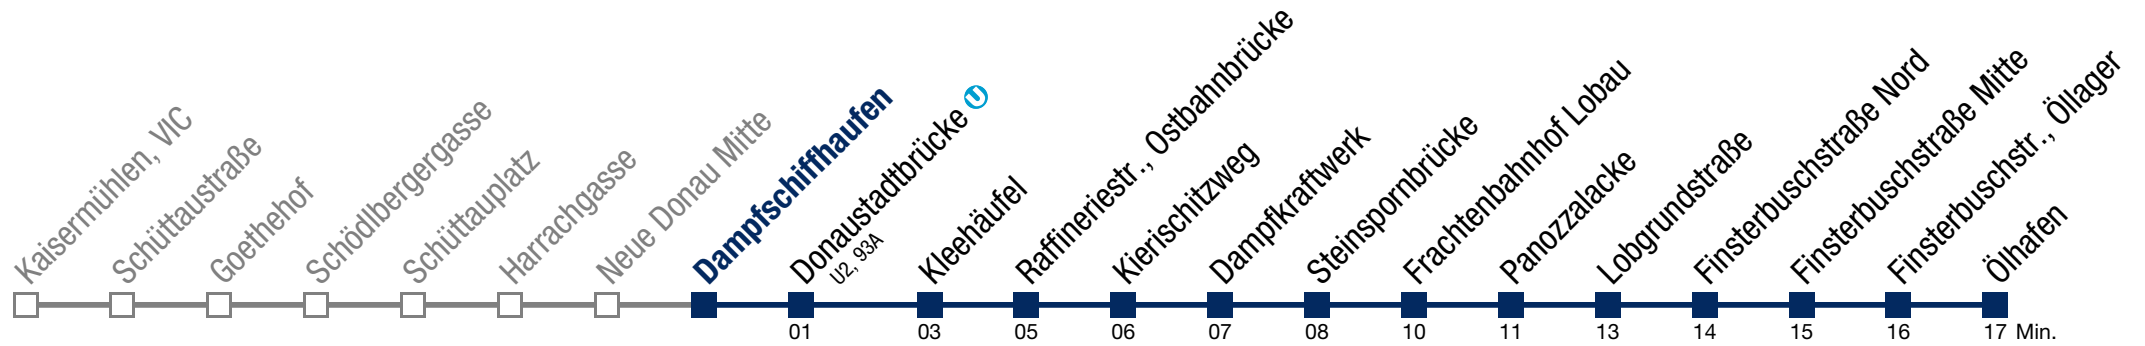 Kaisermühlen, VIC
Schüttaustraße
Goethehof
Schödlbergergasse
Schüttauplatz
Harrachgasse
Neue Donau Mitte
Dampfschiffhaufen
Donaustadtbrücke U
U2, 93A
Kleehäufel
Raffineriestr., Ostbahnbrücke
Kierischitzweg
Dampfkraftwerk
Steinspornbrücke
Frachtenbahnhof Lobau
Panozzalacke
Lobgrundstraße
Finsterbuschstraße Nord
Finsterbuschstraße Mitte
Finsterbuschstr., Öllager
Ölhafen
01 03 05 06 07 08 10 11 13 14 15 16 17 Min.